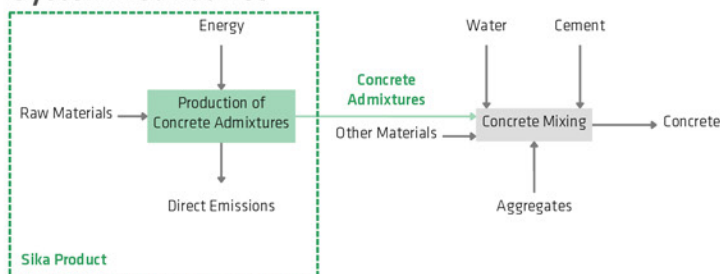 Energy
Water
Cement
Concrete
Admixtures
Production of
Concrete Admixtures
Raw Materials
Other Materials
Concrete Mixing
Concrete
Direct Emissions
Aggregates
Sika Product